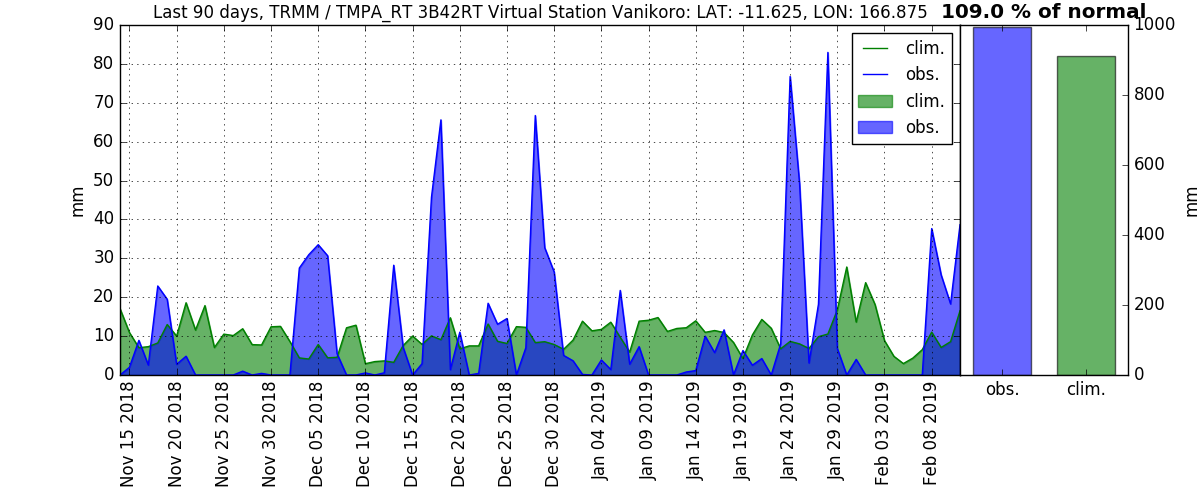 Last 90 days, TRMM / TMPA_RT 3B42RT Virtual Station Vanikoro: LAT: -11.625, LON: 166.875
109.0 % of normal
90
80
70
60
50
40
30
20
10
0
mm
clim.
obs.
clim.
obs.
Nov 15 2018
Nov 20 2018
Nov 25 2018
Nov 30 2018
Dec 05 2018
Dec 10 2018
Dec 15 2018
Dec 20 2018
Dec 25 2018
Dec 30 2018
Jan 04 2019
Jan 09 2019
Jan 14 2019
Jan 19 2019
Jan 24 2019
Jan 29 2019
Feb 03 2019
Feb 08 2019
1000
800
600
400
200
0
mm
obs.
clim.